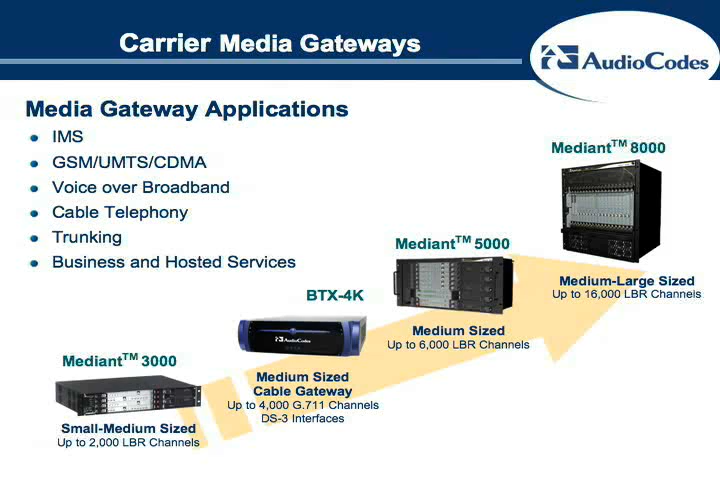 Carrier Media Gateways
AudioCodes
Media Gateway Applications
IMS
GSM/UMTS/CDMA
Voice over Broadband
Cable Telephony
Trunking
Business and Hosted Services
Mediant™ 8000
Medium-Large Sized
Up to 16,000 LBR Channels
Mediant™ 5000
Medium Sized
Up to 6,000 LBR Channels
BTX-4K
AudioCodes
Medium Sized
Cable Gateway
Up to 4,000 G.711 Channels
DS-3 Interfaces
Mediant™ 3000
Small-Medium Sized
Up to 2,000 LBR Channels